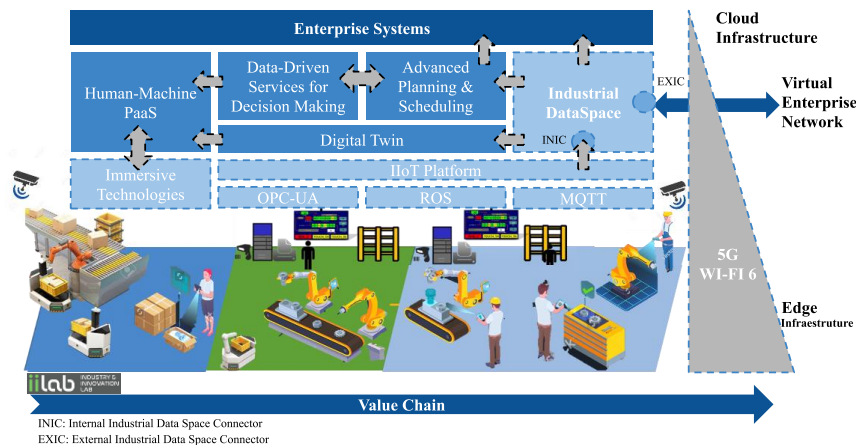 Enterprise Systems
Cloud
Infrastructure
Human-Machine
PaaS
Data-Driven
Services for
Decision Making
Advanced
Planning &
Scheduling
Industrial
DataSpace
EXIC
Virtual
Enterprise
Network
Digital Twin
INIC
Immersive
Technologies
IIoT Platform
OPC-UA
ROS
MQTT
5G
WI-FI 6
Edge
Infraestruture
iilab
INDUSTRY &
INNOVATION
LAB
Value Chain
INIC: Internal Industrial Data Space Connector
EXIC: External Industrial Data Space Connector